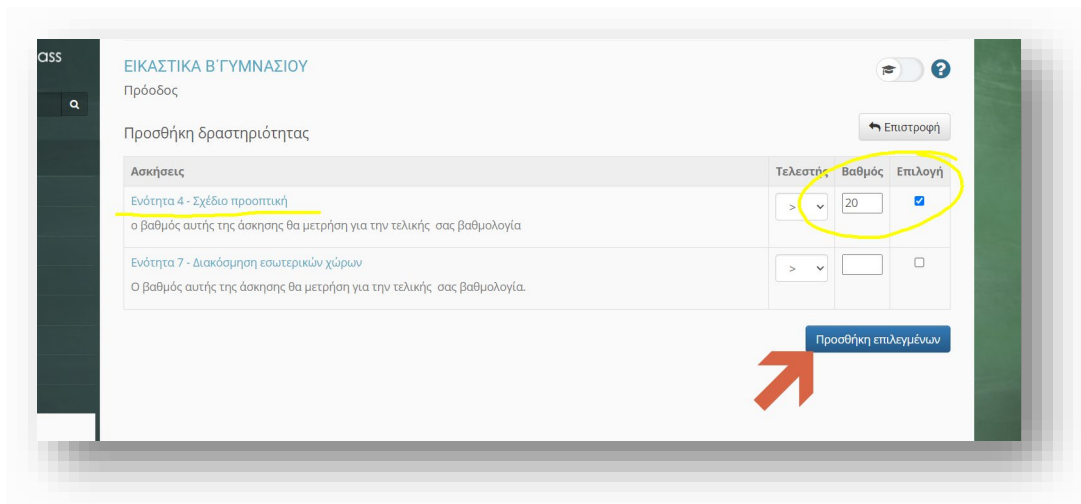 ass
ΕΙΚΑΣΤΙΚΑ Β΄ΓΥΜΝΑΣΙΟΥ
Πρόοδος
Προσθήκη δραστηριότητας
Επιστροφή
Ασκήσεις Τελεστής Βαθμός Επιλογή
Ενότητα 4 - Σχέδιο προοπτική > 20
ο βαθμός αυτής της άσκησης θα μετρήση για την τελική σας βαθμολογία
Ενότητα 7 - Διακόσμηση εσωτερικών χώρων >
Ο βαθμός αυτής της άσκησης θα μετρήση για την τελική σας βαθμολογία.
Προσθήκη επιλεγμένων